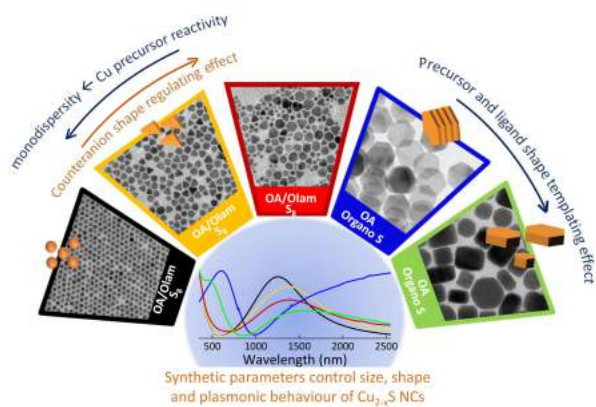 monodispersity ← Cu precursor reactivity
Counteranion shape regulating effect
Precursor and ligand shape templating effect
OA/Olam
S₈
OA/Olam
S₈
OA/Olam
S₈
OA
Organo S
OA
Organo S
500 1000 1500 2000 2500
Wavelength (nm)
Synthetic parameters control size, shape
and plasmonic behaviour of Cu₂₋ₓS NCs